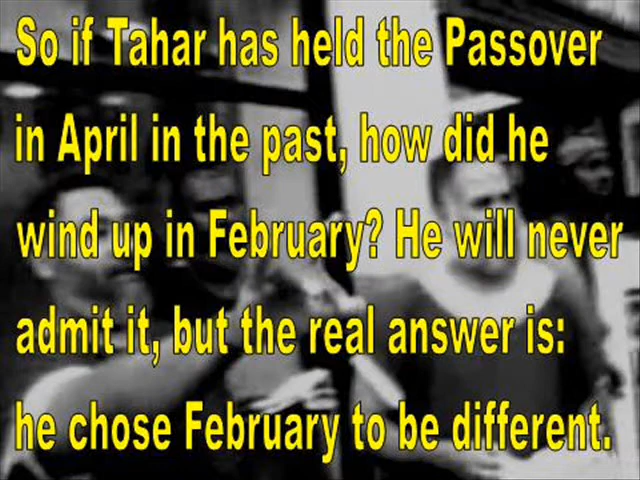 So if Tahar has held the Passover
in April in the past, how did he
wind up in February? He will never
admit it, but the real answer is:
he chose February to be different.